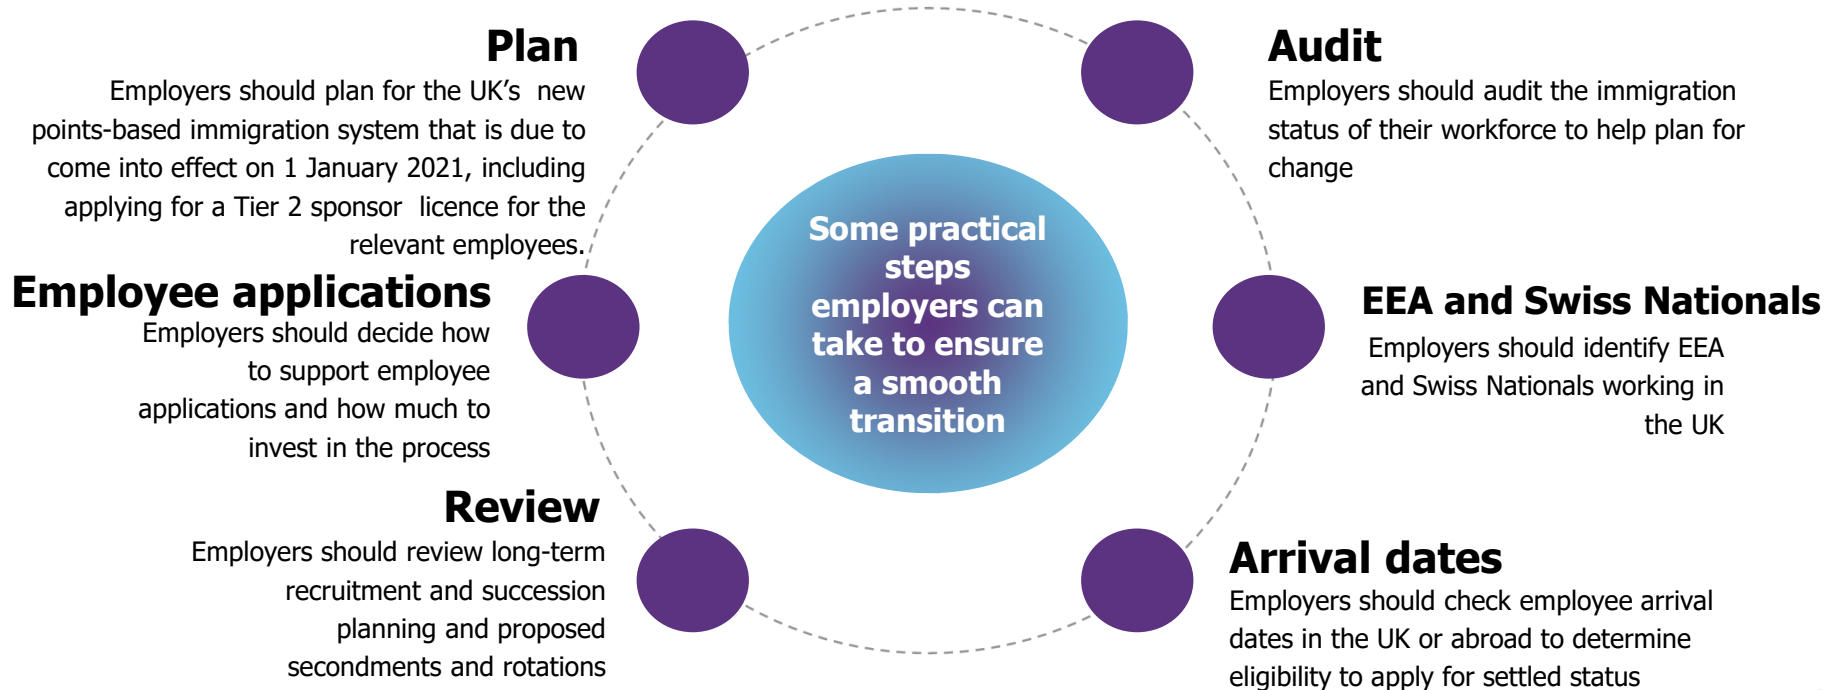 Plan
Employers should plan for the UK's  new
points-based immigration system that is due to
come into effect on 1 January 2021, including
applying for a Tier 2 sponsor  licence for the
relevant employees.
Audit
Employers should audit the immigration
status of their workforce to help plan for
change
Some practical
steps
employers can
take to ensure
a smooth
transition
Employee applications
Employers should decide how
to support employee
applications and how much to
invest in the process
EEA and Swiss Nationals
Employers should identify EEA
and Swiss Nationals working in
the UK
Review
Employers should review long-term
recruitment and succession
planning and proposed
secondments and rotations
Arrival dates
Employers should check employee arrival
dates in the UK or abroad to determine
eligibility to apply for settled status